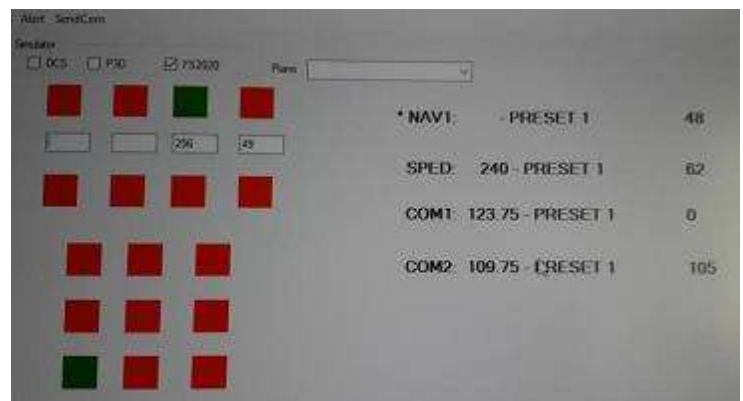 Alert SendCom
Simulator
DCS P3D FS2020 Plane
256 49
* NAV1: - PRESET 1 48
SPED: 240 - PRESET 1 62
COM1: 123.75 - PRESET 1 0
COM2: 109.75 - PRESET 1 105